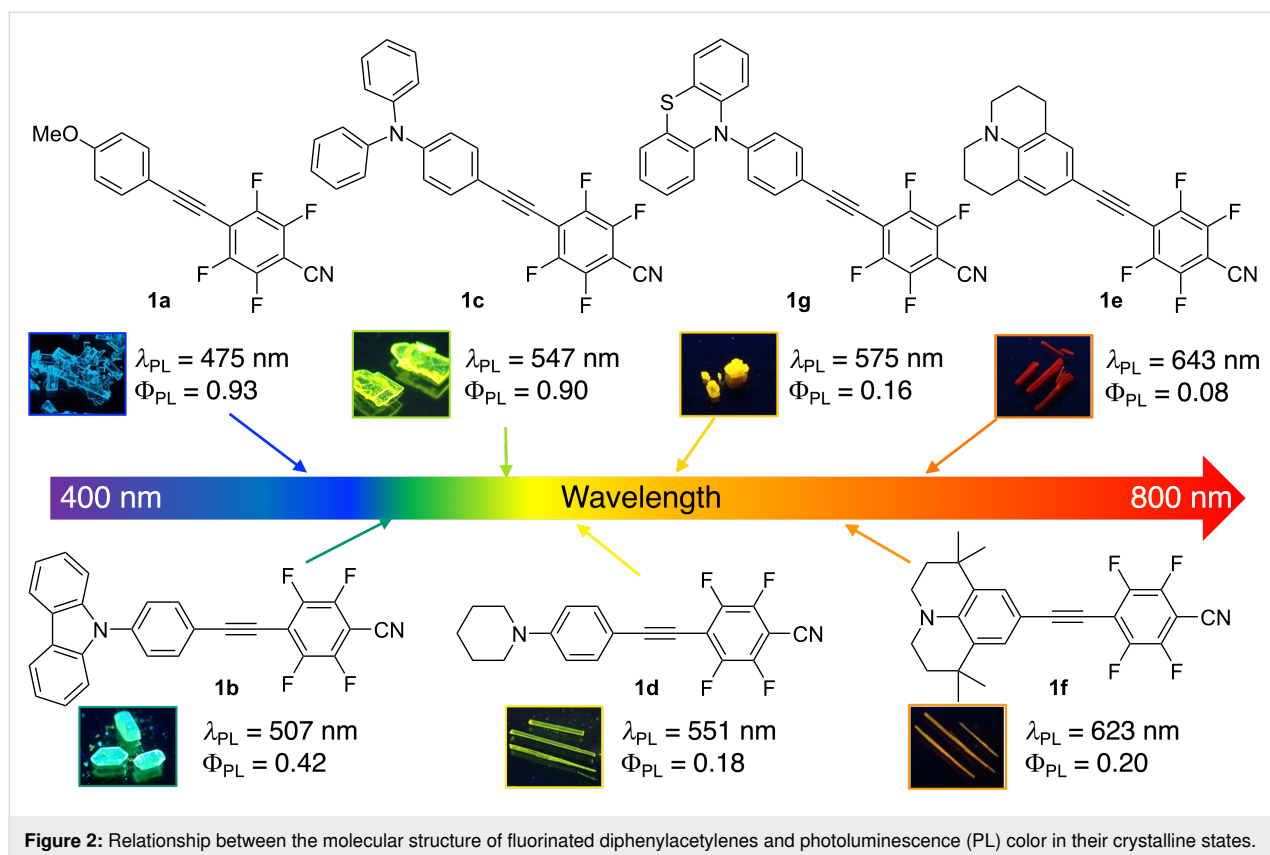 MeO
F
F
F
F
CN
1a
N
F
F
F
F
CN
1c
S
N
F
F
F
F
CN
1g
N
F
F
F
F
CN
1e
λPL = 475 nm
ΦPL = 0.93
λPL = 547 nm
ΦPL = 0.90
λPL = 575 nm
ΦPL = 0.16
λPL = 643 nm
ΦPL = 0.08
400 nm
Wavelength
800 nm
N
F
F
F
F
CN
1b
N
F
F
F
F
CN
1d
N
F
F
F
F
CN
1f
λPL = 507 nm
ΦPL = 0.42
λPL = 551 nm
ΦPL = 0.18
λPL = 623 nm
ΦPL = 0.20
Figure 2: Relationship between the molecular structure of fluorinated diphenylacetylenes and photoluminescence (PL) color in their crystalline states.